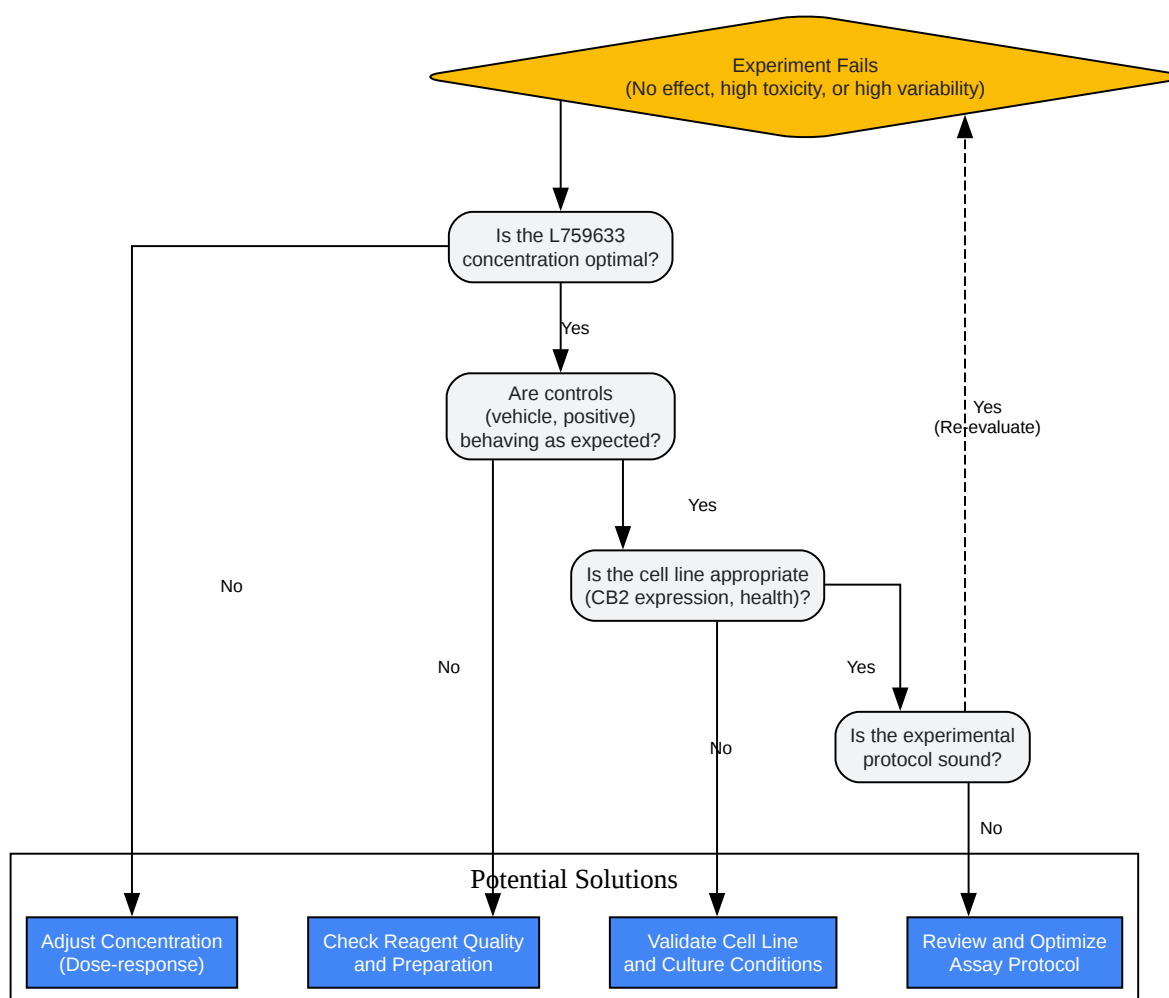 Experiment Fails
(No effect, high toxicity, or high variability)
Is the L759633
concentration optimal?
Yes
Are controls
(vehicle, positive)
behaving as expected?
Yes
(Re-evaluate)
Yes
Is the cell line appropriate
(CB2 expression, health)?
No
No
Yes
Is the experimental
protocol sound?
No
No
Potential Solutions
Adjust Concentration
(Dose-response)
Check Reagent Quality
and Preparation
Validate Cell Line
and Culture Conditions
Review and Optimize
Assay Protocol